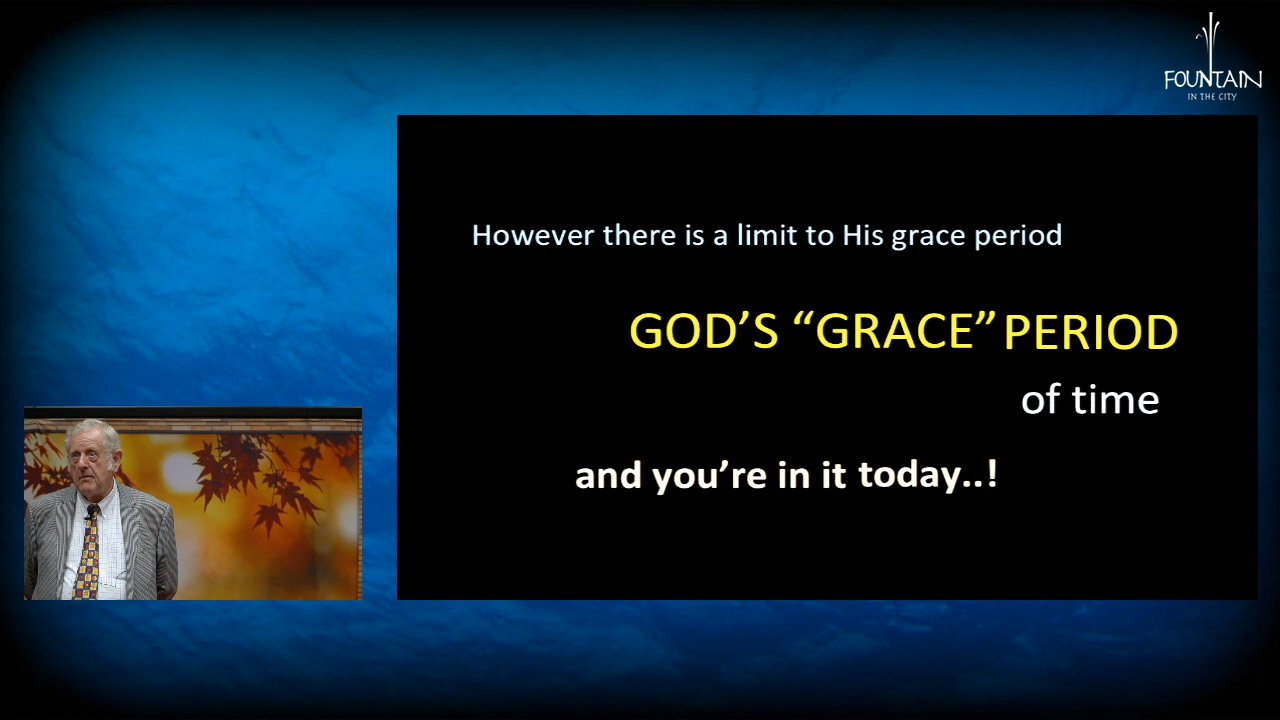 FOUNTAIN
IN THE CITY
However there is a limit to His grace period
GOD’S “GRACE” PERIOD
of time
and you’re in it today..!